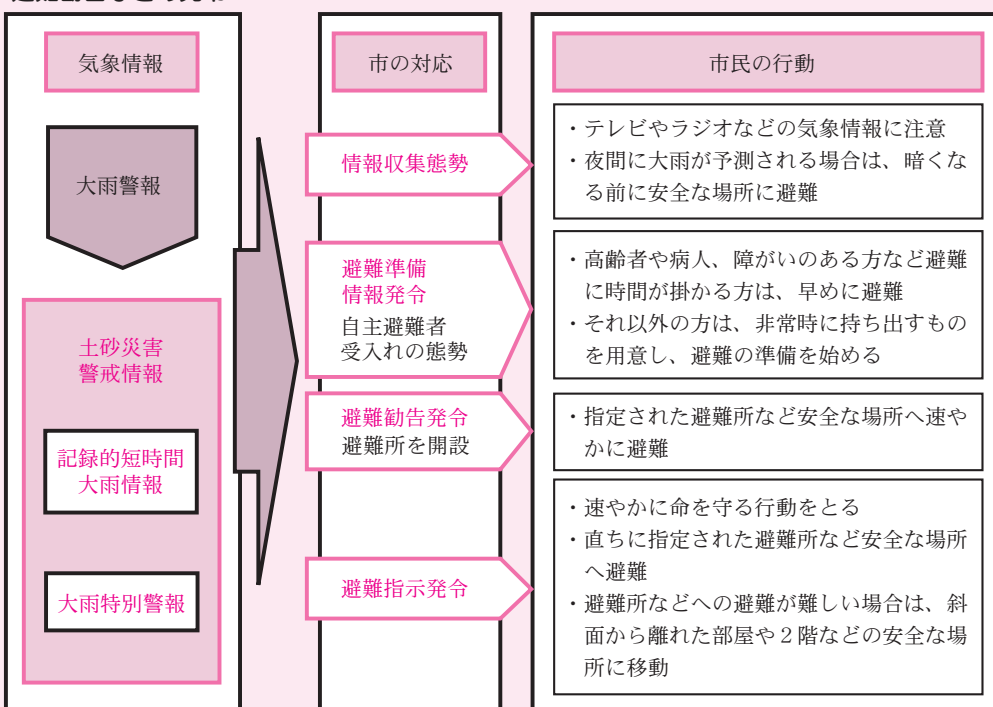 気象情報
大雨警報
土砂災害
警戒情報
記録的短時間
大雨情報
大雨特別警報
市の対応
情報収集態勢
避難準備
情報発令
自主避難者
受入れの態勢
避難勧告発令
避難所を開設
避難指示発令
市民の行動
・テレビやラジオなどの気象情報に注意
・夜間に大雨が予測される場合は、暗くな
る前に安全な場所に避難
・高齢者や病人、障がいのある方など避難
に時間が掛かる方は、早めに避難
・それ以外の方は、非常時に持ち出すもの
を用意し、避難の準備を始める
・指定された避難所など安全な場所へ速や
かに避難
・速やかに命を守る行動をとる
・直ちに指定された避難所など安全な場所
へ避難
・避難所などへの避難が難しい場合は、斜
面から離れた部屋や２階などの安全な場
所に移動